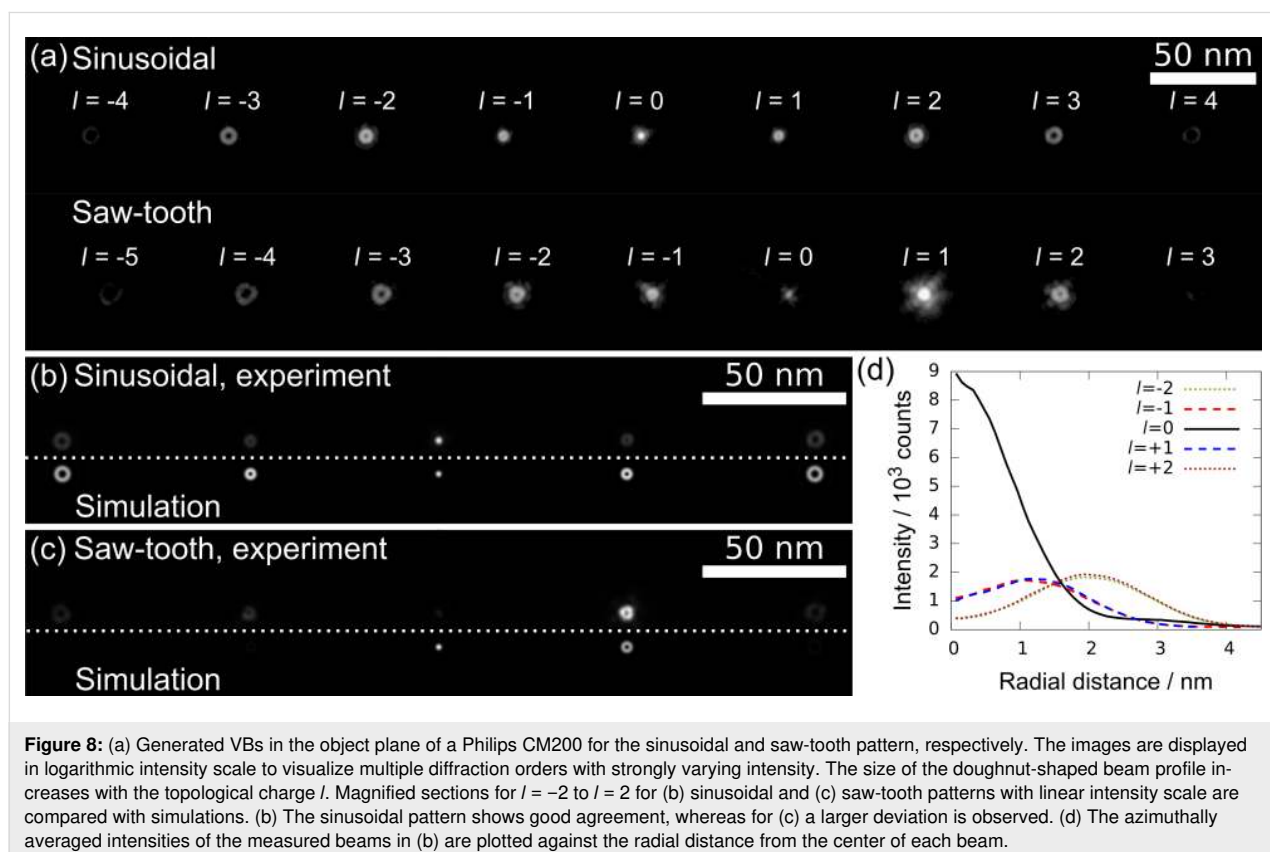 (a) Sinusoidal
50 nm
l = -4 l = -3 l = -2 l = -1 l = 0 l = 1 l = 2 l = 3 l = 4
Saw-tooth
l = -5 l = -4 l = -3 l = -2 l = -1 l = 0 l = 1 l = 2 l = 3
(b) Sinusoidal, experiment
50 nm
Simulation
(c) Saw-tooth, experiment
50 nm
Simulation
(d)
Intensity / 10³ counts
9
8
7
6
5
4
3
2
1
0
l=-2
l=-1
l=0
l=+1
l=+2
0 1 2 3 4
Radial distance / nm
Figure 8: (a) Generated VBs in the object plane of a Philips CM200 for the sinusoidal and saw-tooth pattern, respectively. The images are displayed
in logarithmic intensity scale to visualize multiple diffraction orders with strongly varying intensity. The size of the doughnut-shaped beam profile in-
creases with the topological charge l. Magnified sections for l = −2 to l = 2 for (b) sinusoidal and (c) saw-tooth patterns with linear intensity scale are
compared with simulations. (b) The sinusoidal pattern shows good agreement, whereas for (c) a larger deviation is observed. (d) The azimuthally
averaged intensities of the measured beams in (b) are plotted against the radial distance from the center of each beam.